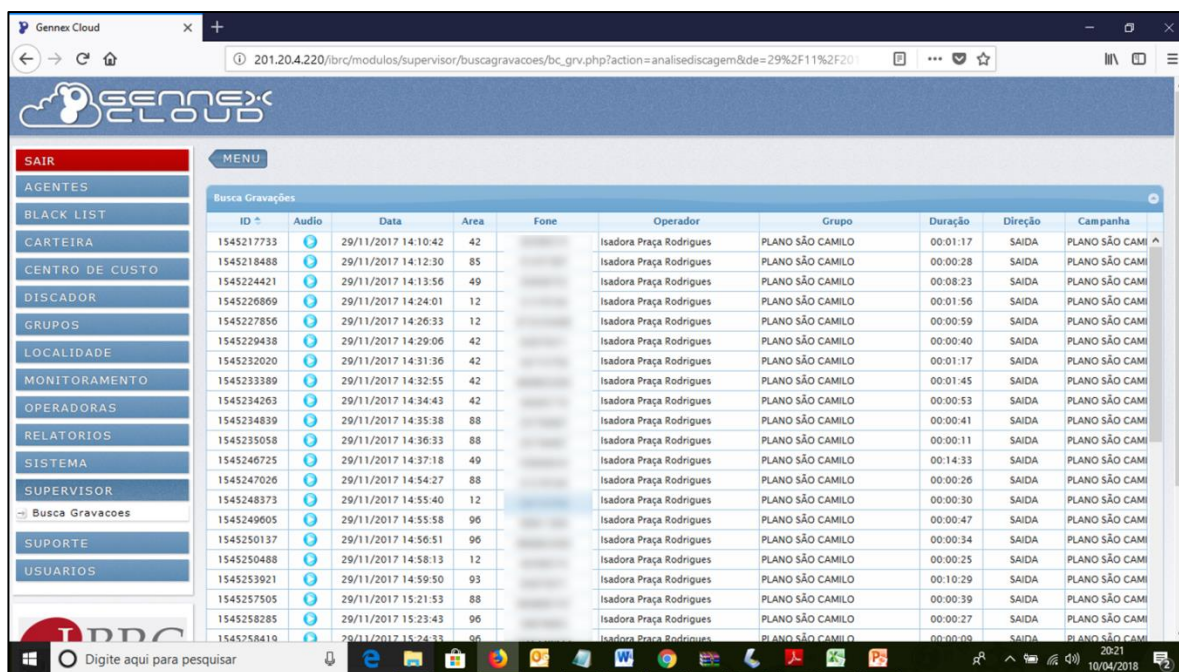 Gennex Cloud
201.20.4.220/ibrc/modulos/supervisor/buscagravacoes/bc_grv.php?action=analisediscagem&de=29%2F11%2F201
GENNEX CLOUD
SAIR
AGENTES
BLACK LIST
CARTEIRA
CENTRO DE CUSTO
DISCADOR
GRUPOS
LOCALIDADE
MONITORAMENTO
OPERADORAS
RELATORIOS
SISTEMA
SUPERVISOR
Busca Gravacoes
SUPORTE
USUARIOS
MENU
Busca Gravações
ID Audio Data Area Fone Operador Grupo Duração Direção Campanha
1545217733 29/11/2017 14:10:42 42 Isadora Praça Rodrigues PLANO SÃO CAMILO 00:01:17 SAIDA PLANO SÃO CAMI
1545218488 29/11/2017 14:12:30 85 Isadora Praça Rodrigues PLANO SÃO CAMILO 00:00:28 SAIDA PLANO SÃO CAMI
1545224421 29/11/2017 14:13:56 49 Isadora Praça Rodrigues PLANO SÃO CAMILO 00:08:23 SAIDA PLANO SÃO CAMI
1545226869 29/11/2017 14:24:01 12 Isadora Praça Rodrigues PLANO SÃO CAMILO 00:01:56 SAIDA PLANO SÃO CAMI
1545227856 29/11/2017 14:26:33 12 Isadora Praça Rodrigues PLANO SÃO CAMILO 00:00:59 SAIDA PLANO SÃO CAMI
1545229438 29/11/2017 14:29:06 42 Isadora Praça Rodrigues PLANO SÃO CAMILO 00:00:40 SAIDA PLANO SÃO CAMI
1545232020 29/11/2017 14:31:36 42 Isadora Praça Rodrigues PLANO SÃO CAMILO 00:01:17 SAIDA PLANO SÃO CAMI
1545233389 29/11/2017 14:32:55 42 Isadora Praça Rodrigues PLANO SÃO CAMILO 00:01:45 SAIDA PLANO SÃO CAMI
1545234263 29/11/2017 14:34:43 42 Isadora Praça Rodrigues PLANO SÃO CAMILO 00:00:53 SAIDA PLANO SÃO CAMI
1545234839 29/11/2017 14:35:38 88 Isadora Praça Rodrigues PLANO SÃO CAMILO 00:00:41 SAIDA PLANO SÃO CAMI
1545235058 29/11/2017 14:36:33 88 Isadora Praça Rodrigues PLANO SÃO CAMILO 00:00:11 SAIDA PLANO SÃO CAMI
1545246725 29/11/2017 14:37:18 49 Isadora Praça Rodrigues PLANO SÃO CAMILO 00:14:33 SAIDA PLANO SÃO CAMI
1545247026 29/11/2017 14:54:27 88 Isadora Praça Rodrigues PLANO SÃO CAMILO 00:00:26 SAIDA PLANO SÃO CAMI
1545248373 29/11/2017 14:55:40 12 Isadora Praça Rodrigues PLANO SÃO CAMILO 00:00:30 SAIDA PLANO SÃO CAMI
1545249605 29/11/2017 14:55:58 96 Isadora Praça Rodrigues PLANO SÃO CAMILO 00:00:47 SAIDA PLANO SÃO CAMI
1545250137 29/11/2017 14:56:51 96 Isadora Praça Rodrigues PLANO SÃO CAMILO 00:00:34 SAIDA PLANO SÃO CAMI
1545250488 29/11/2017 14:58:13 12 Isadora Praça Rodrigues PLANO SÃO CAMILO 00:00:25 SAIDA PLANO SÃO CAMI
1545253921 29/11/2017 14:59:50 93 Isadora Praça Rodrigues PLANO SÃO CAMILO 00:10:29 SAIDA PLANO SÃO CAMI
1545257505 29/11/2017 15:21:53 88 Isadora Praça Rodrigues PLANO SÃO CAMILO 00:00:39 SAIDA PLANO SÃO CAMI
1545258285 29/11/2017 15:23:43 96 Isadora Praça Rodrigues PLANO SÃO CAMILO 00:00:27 SAIDA PLANO SÃO CAMI
1545258419 29/11/2017 15:24:33 96 Isadora Praça Rodrigues PLANO SÃO CAMILO 00:00:09 SAIDA PLANO SÃO CAMI
Digite aqui para pesquisar
20:21
10/04/2018